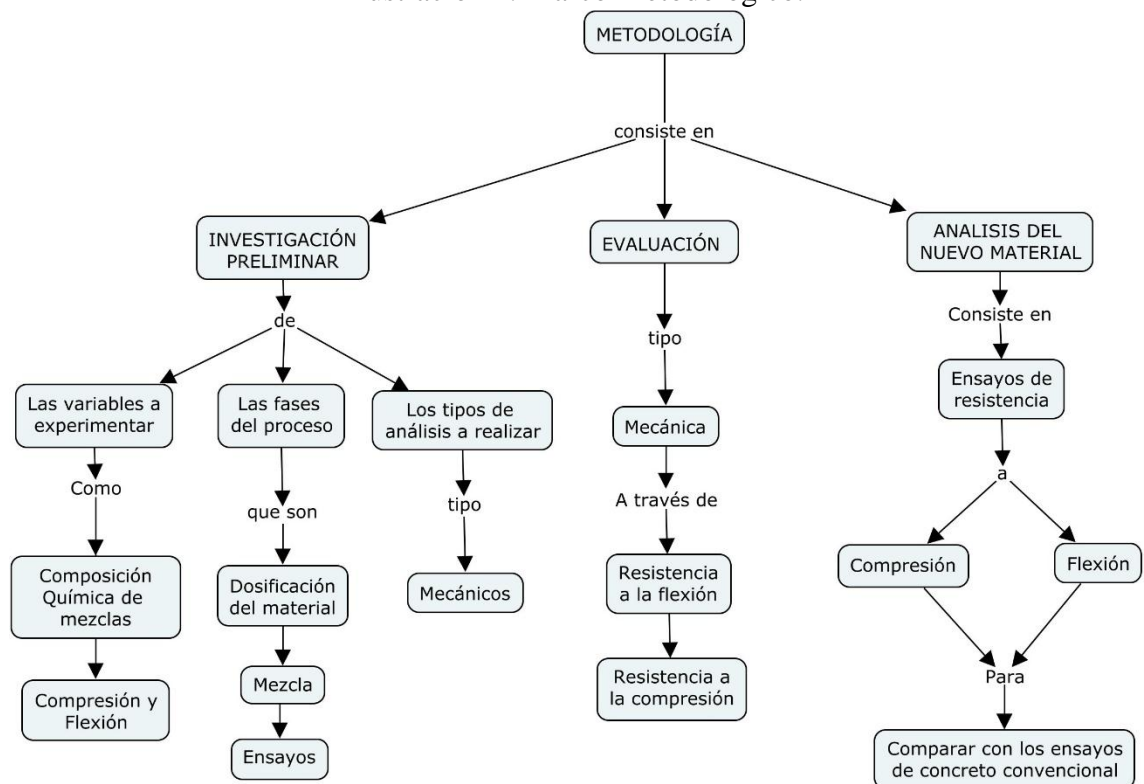 METODOLOGÍA
consiste en
INVESTIGACIÓN
PRELIMINAR
EVALUACIÓN
ANALISIS DEL
NUEVO MATERIAL
de
tipo
Consiste en
Las variables a
experimentar
Las fases
del proceso
Los tipos de
análisis a realizar
Mecánica
Ensayos de
resistencia
Como
que son
tipo
A través de
a
Composición
Química de
mezclas
Dosificación
del material
Mecánicos
Resistencia
a la flexión
Compresión
Flexión
Compresión y
Flexión
Mezcla
Resistencia a
la compresión
Para
Ensayos
Comparar con los ensayos
de concreto convencional